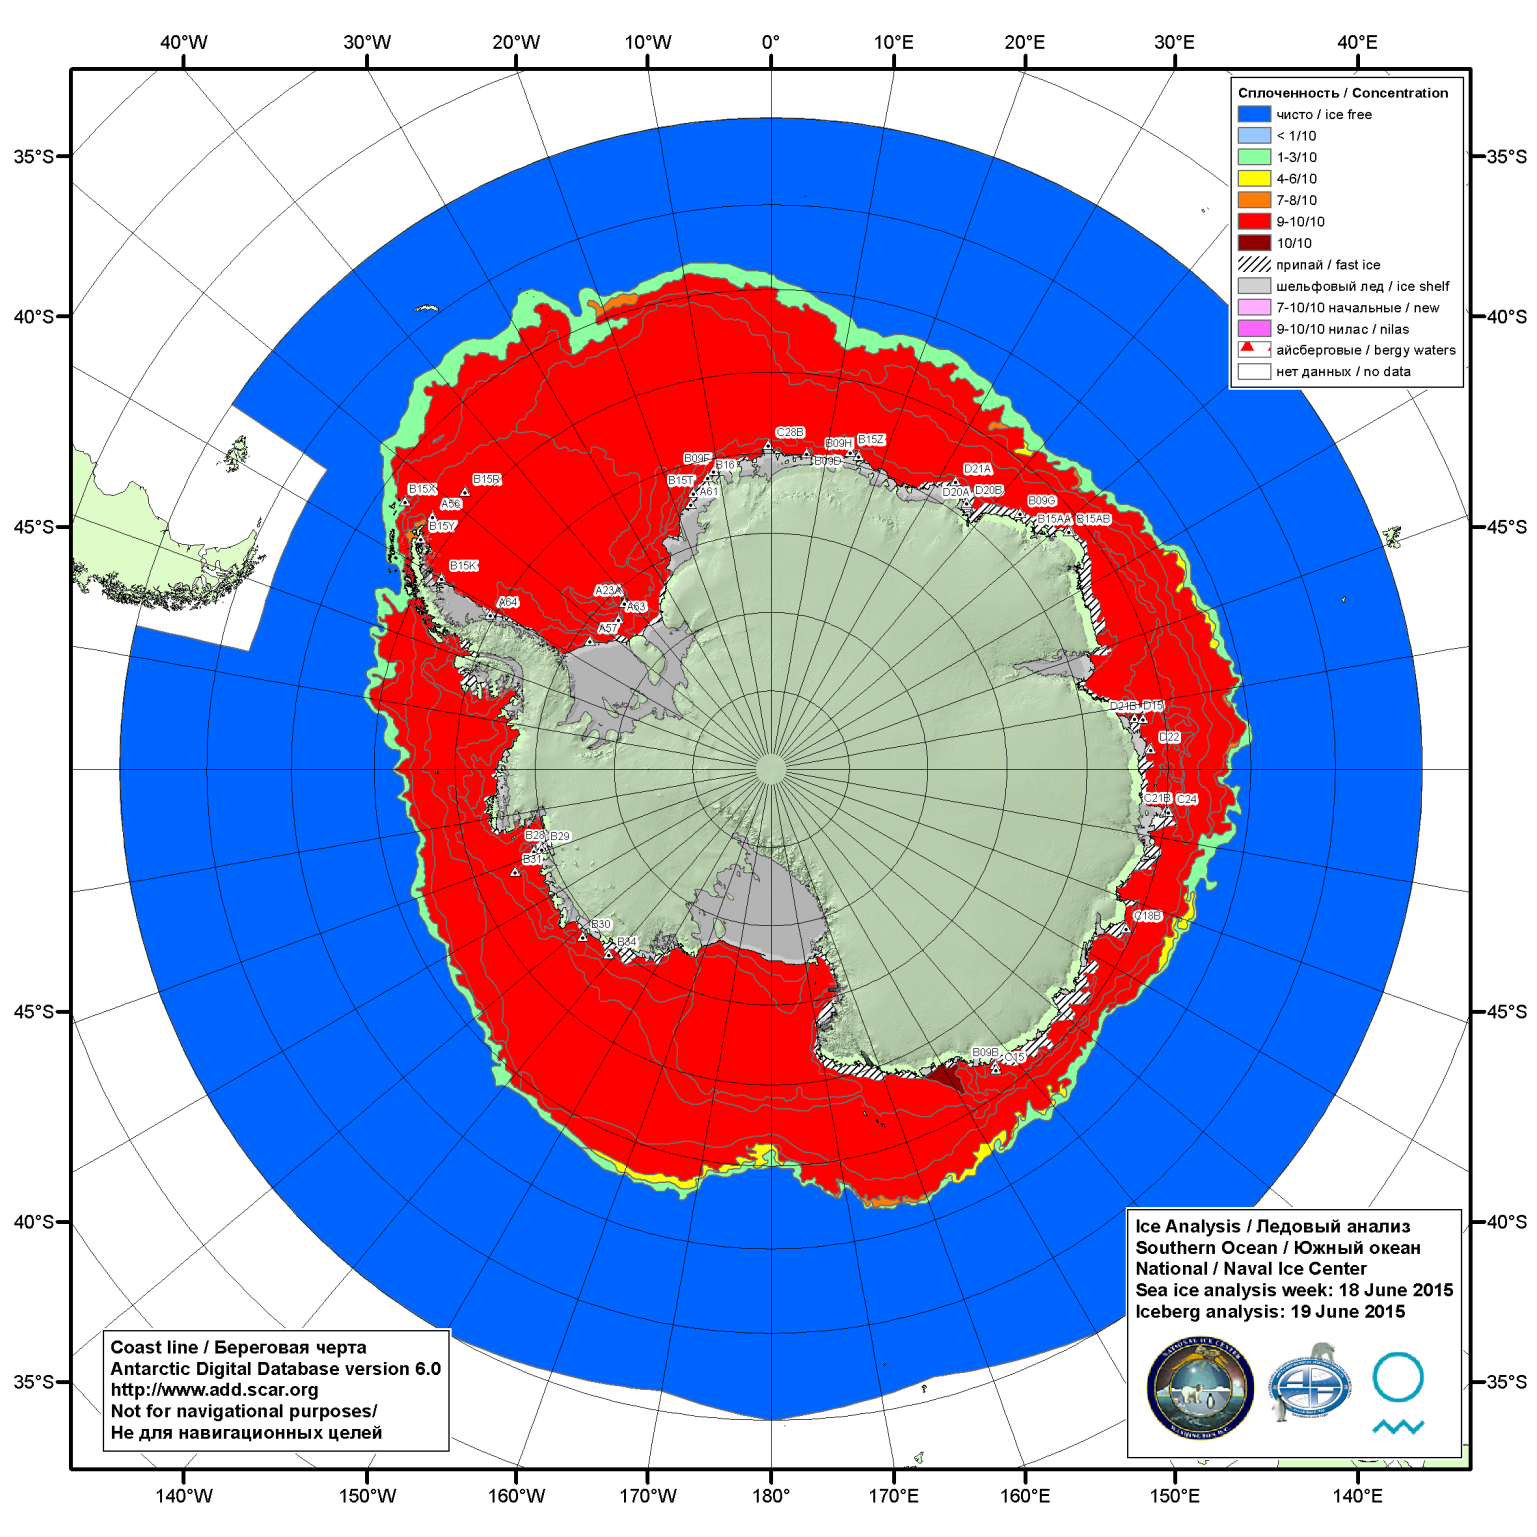 40°W 30°W 20°W 10°W 0° 10°E 20°E 30°E 40°E
35°S
35°S
40°S
40°S
45°S
45°S
45°S
45°S
40°S
40°S
35°S
35°S
140°W 150°W 160°W 170°W 180° 170°E 160°E 150°E 140°E
Сплоченность / Concentration
чисто / ice free
< 1/10
1-3/10
4-6/10
7-8/10
9-10/10
10/10
припай / fast ice
шельфовый лед / ice shelf
7-10/10 начальные / new
9-10/10 нилас / nilas
айсберговые / bergy waters
нет данных / no data
C28B
B09H
B15Z
B09F
B16
B09D
D21A
B15T
A61
D20A
D20B
B09G
B15AA
B15AB
B15R
B15X
A56
B15Y
B15K
A64
A23A
A63
A57
D21B
D15
D22
C21B
C24
B28
B29
B31
C18B
B30
B34
B09B
C15
Ice Analysis / Ледовый анализ
Southern Ocean / Южный океан
National / Naval Ice Center
Sea ice analysis week: 18 June 2015
Iceberg analysis: 19 June 2015
NATIONAL ICE CENTER
WASHINGTON D.C.
Coast line / Береговая черта
Antarctic Digital Database version 6.0
http://www.add.scar.org
Not for navigational purposes/
Не для навигационных целей